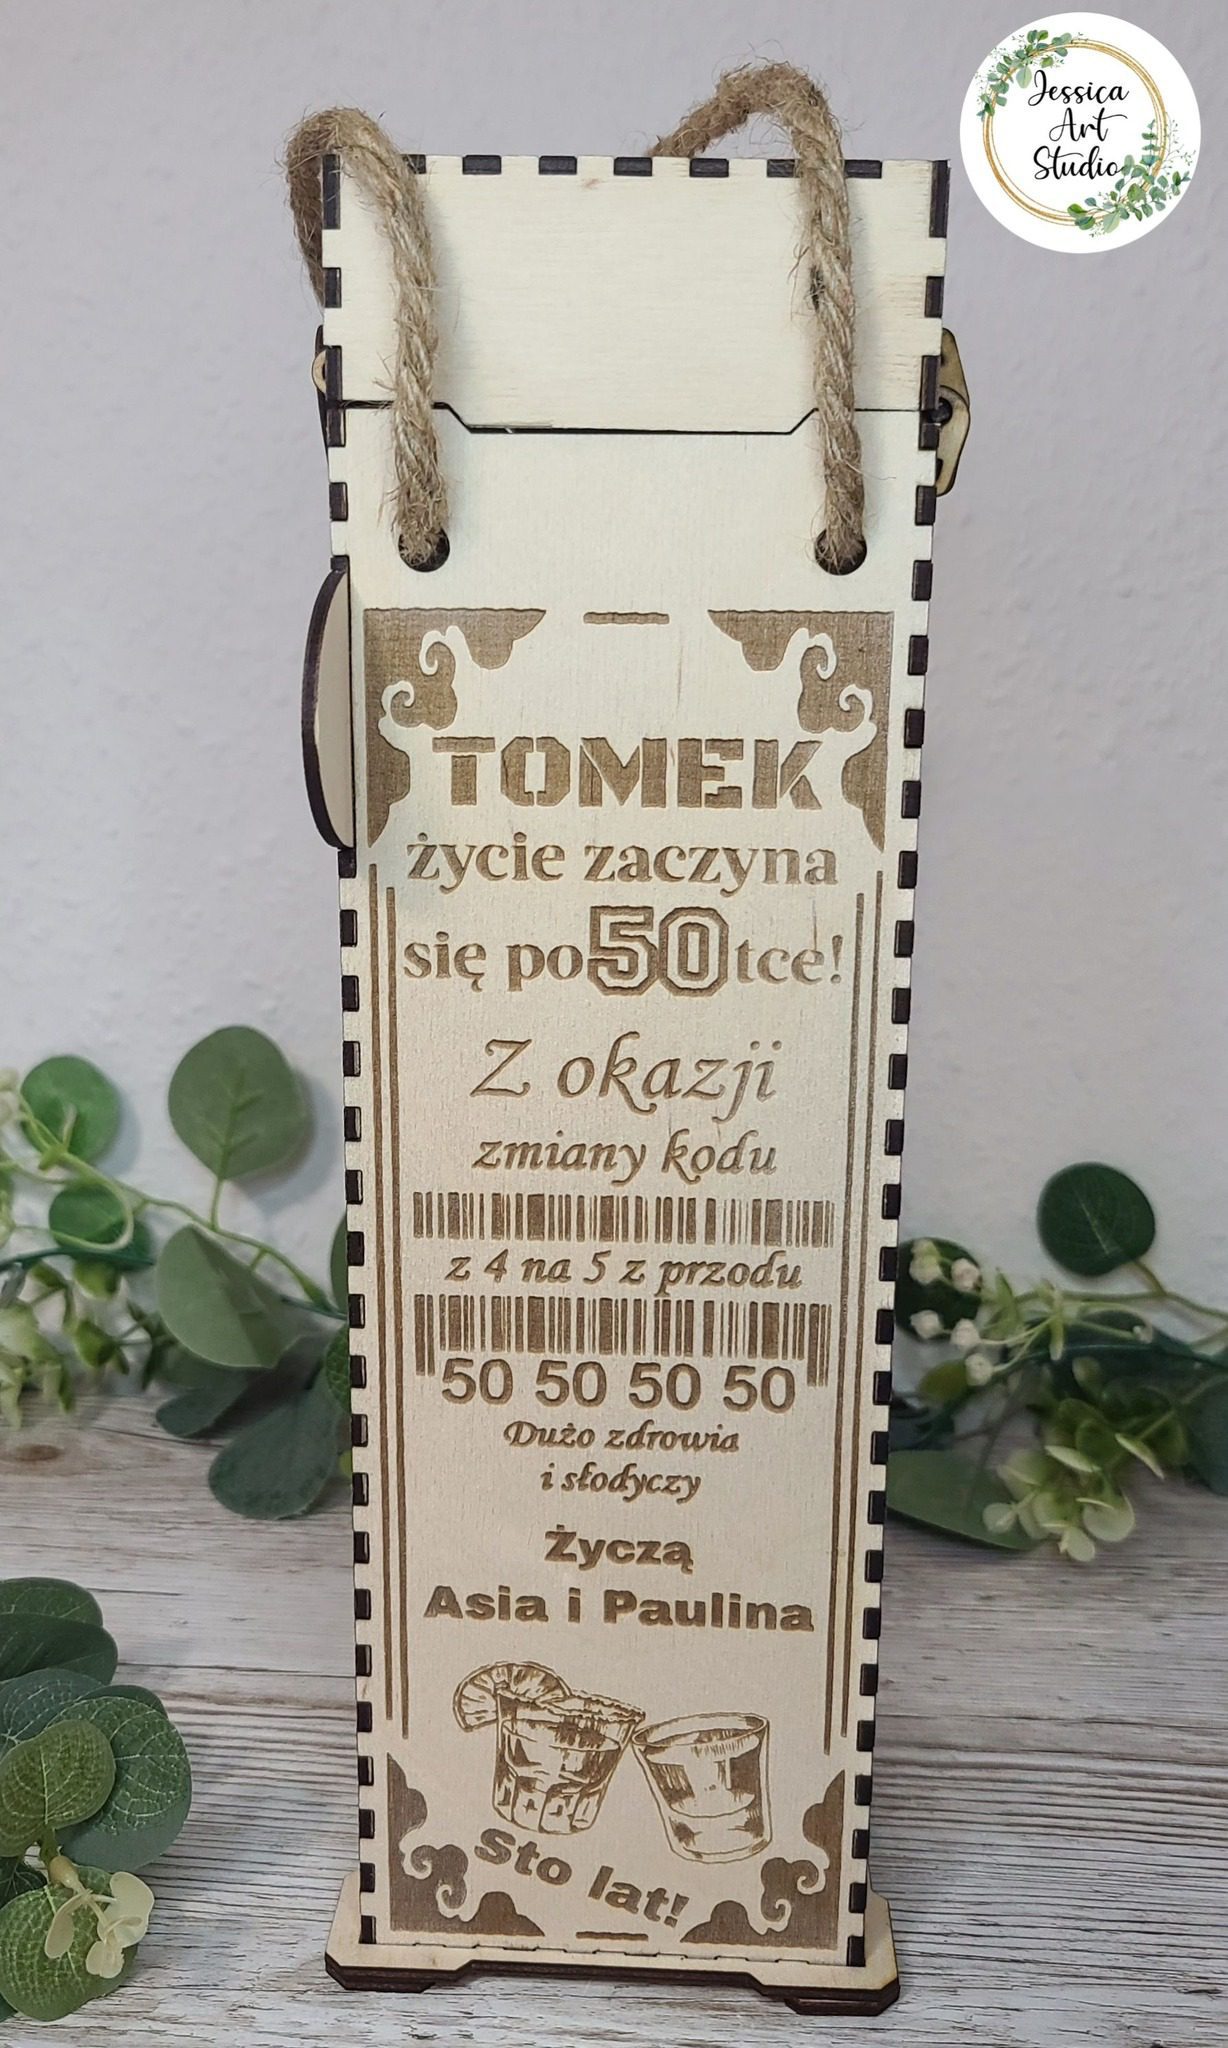 Jessica
Art
Studio
TOMEK
życie zaczyna
się po50tce!
Z okazji
zmiany kodu
z 4 na 5 z przodu
50 50 50 50
Dużo zdrowia
i słodyczy
Życzą
Asia i Paulina
Sto lat!